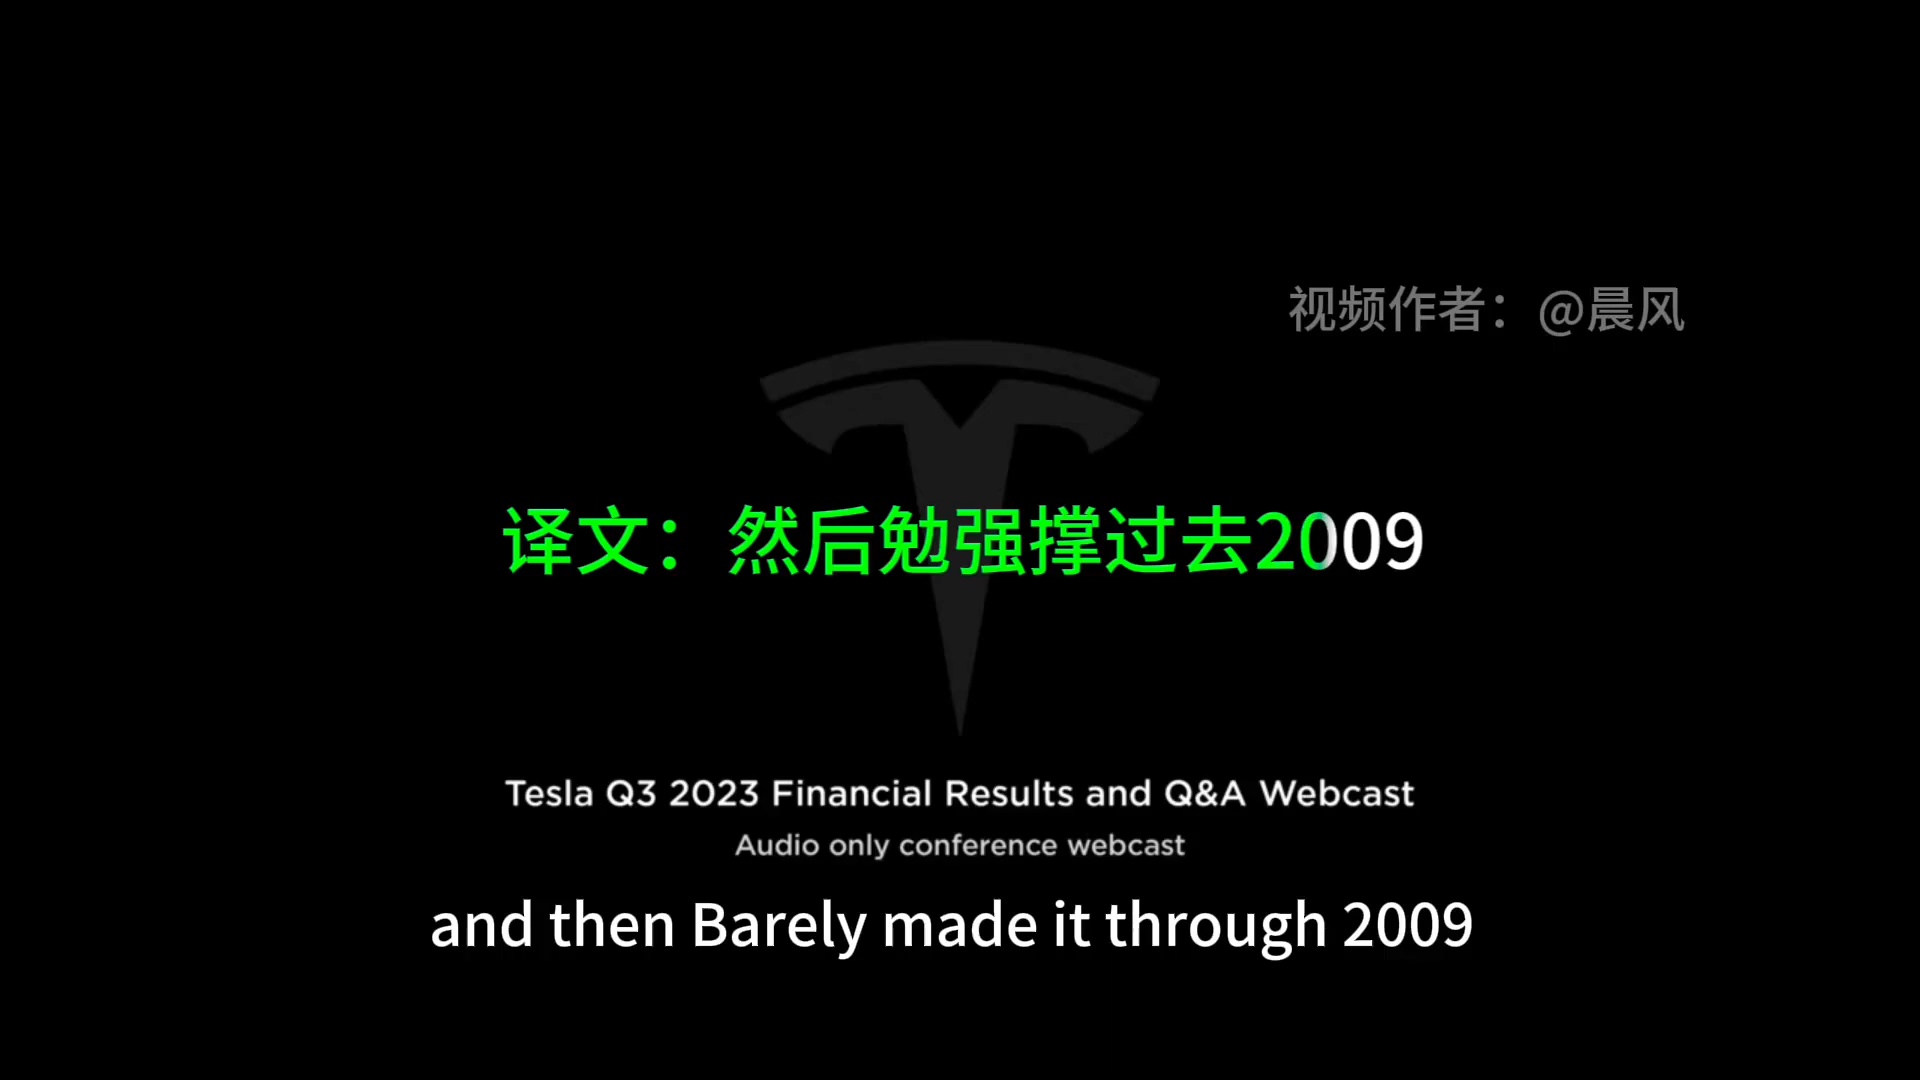 视频作者：@晨风
译文：然后勉强撑过去2009
Tesla Q3 2023 Financial Results and Q&A Webcast
Audio only conference webcast
and then Barely made it through 2009